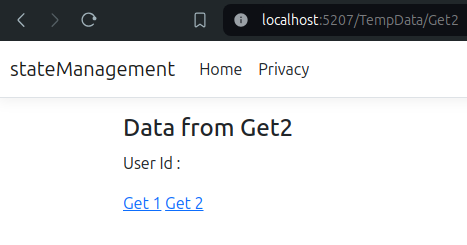 localhost:5207/TempData/Get2
stateManagement Home Privacy
Data from Get2
User Id :
Get 1 Get 2